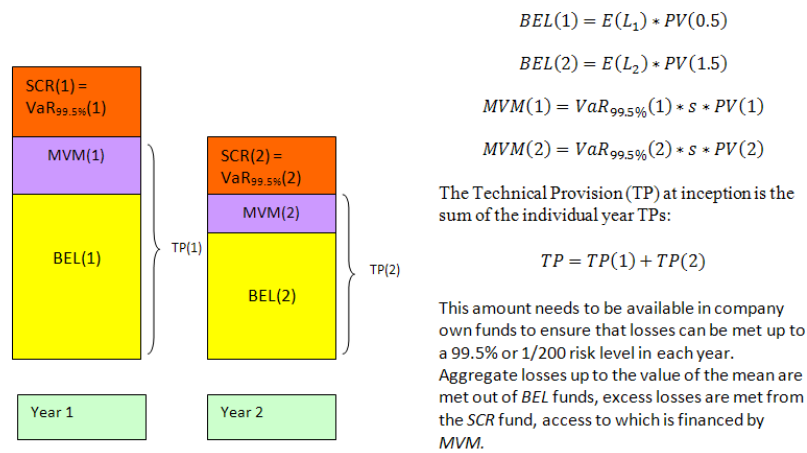 SCR(1) =
VaR99.5%(1)
MVM(1)
BEL(1)
TP(1)
Year 1
SCR(2) =
VaR99.5%(2)
MVM(2)
BEL(2)
TP(2)
Year 2
BEL(1) = E(L₁) * PV(0.5)
BEL(2) = E(L₂) * PV(1.5)
MVM(1) = VaR99.5%(1) * s * PV(1)
MVM(2) = VaR99.5%(2) * s * PV(2)
The Technical Provision (TP) at inception is the
sum of the individual year TPs:
TP = TP(1) + TP(2)
This amount needs to be available in company
own funds to ensure that losses can be met up to
a 99.5% or 1/200 risk level in each year.
Aggregate losses up to the value of the mean are
met out of BEL funds, excess losses are met from
the SCR fund, access to which is financed by
MVM.